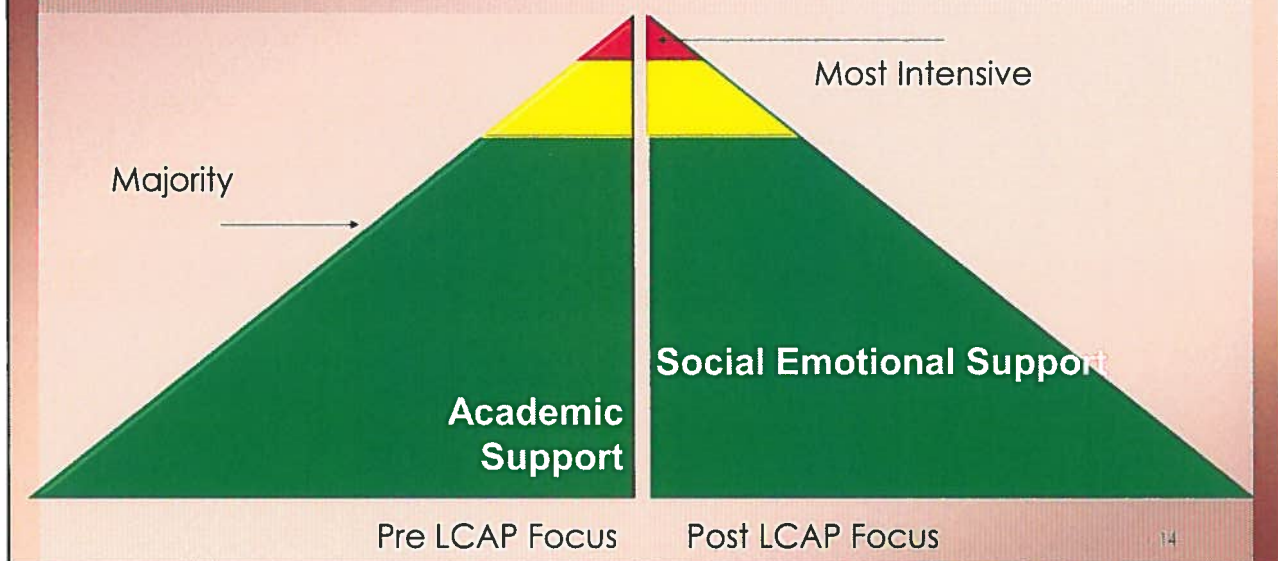 Most Intensive
Majority
Social Emotional Support
Academic
Support
Pre LCAP Focus
Post LCAP Focus
14